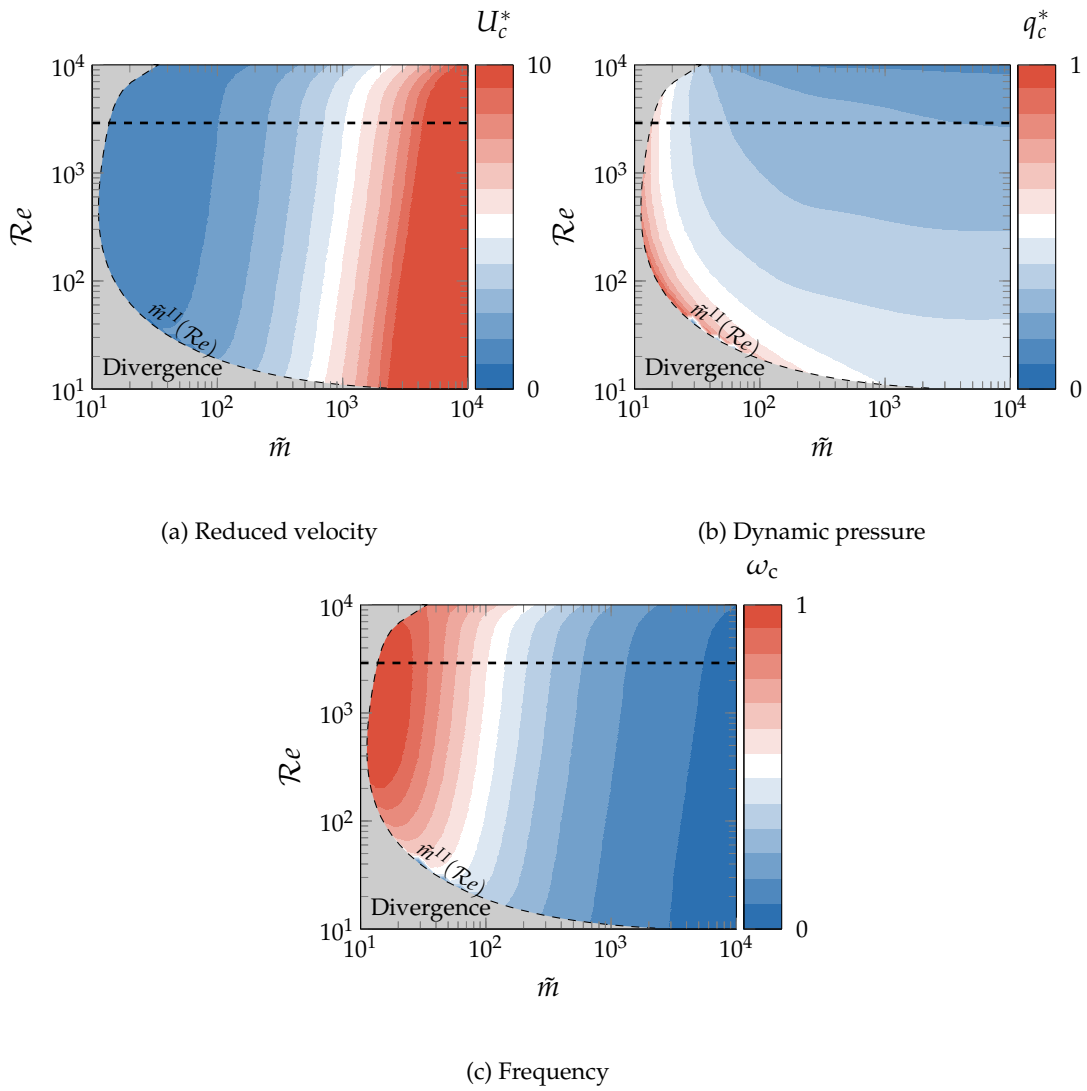 U_c^* q_c^*
10^4 10 10^4 1
10^3 10^3
Re Re
10^2 10^2
m̃^{II}(Re) m̃^{II}(Re)
Divergence Divergence
10^1 0 10^1 0
10^1 10^2 10^3 10^4 10^1 10^2 10^3 10^4
m̃ m̃
(a) Reduced velocity (b) Dynamic pressure
ω_c
10^4 1
10^3
Re
10^2
m̃^{II}(Re)
Divergence
10^1 0
10^1 10^2 10^3 10^4
m̃
(c) Frequency